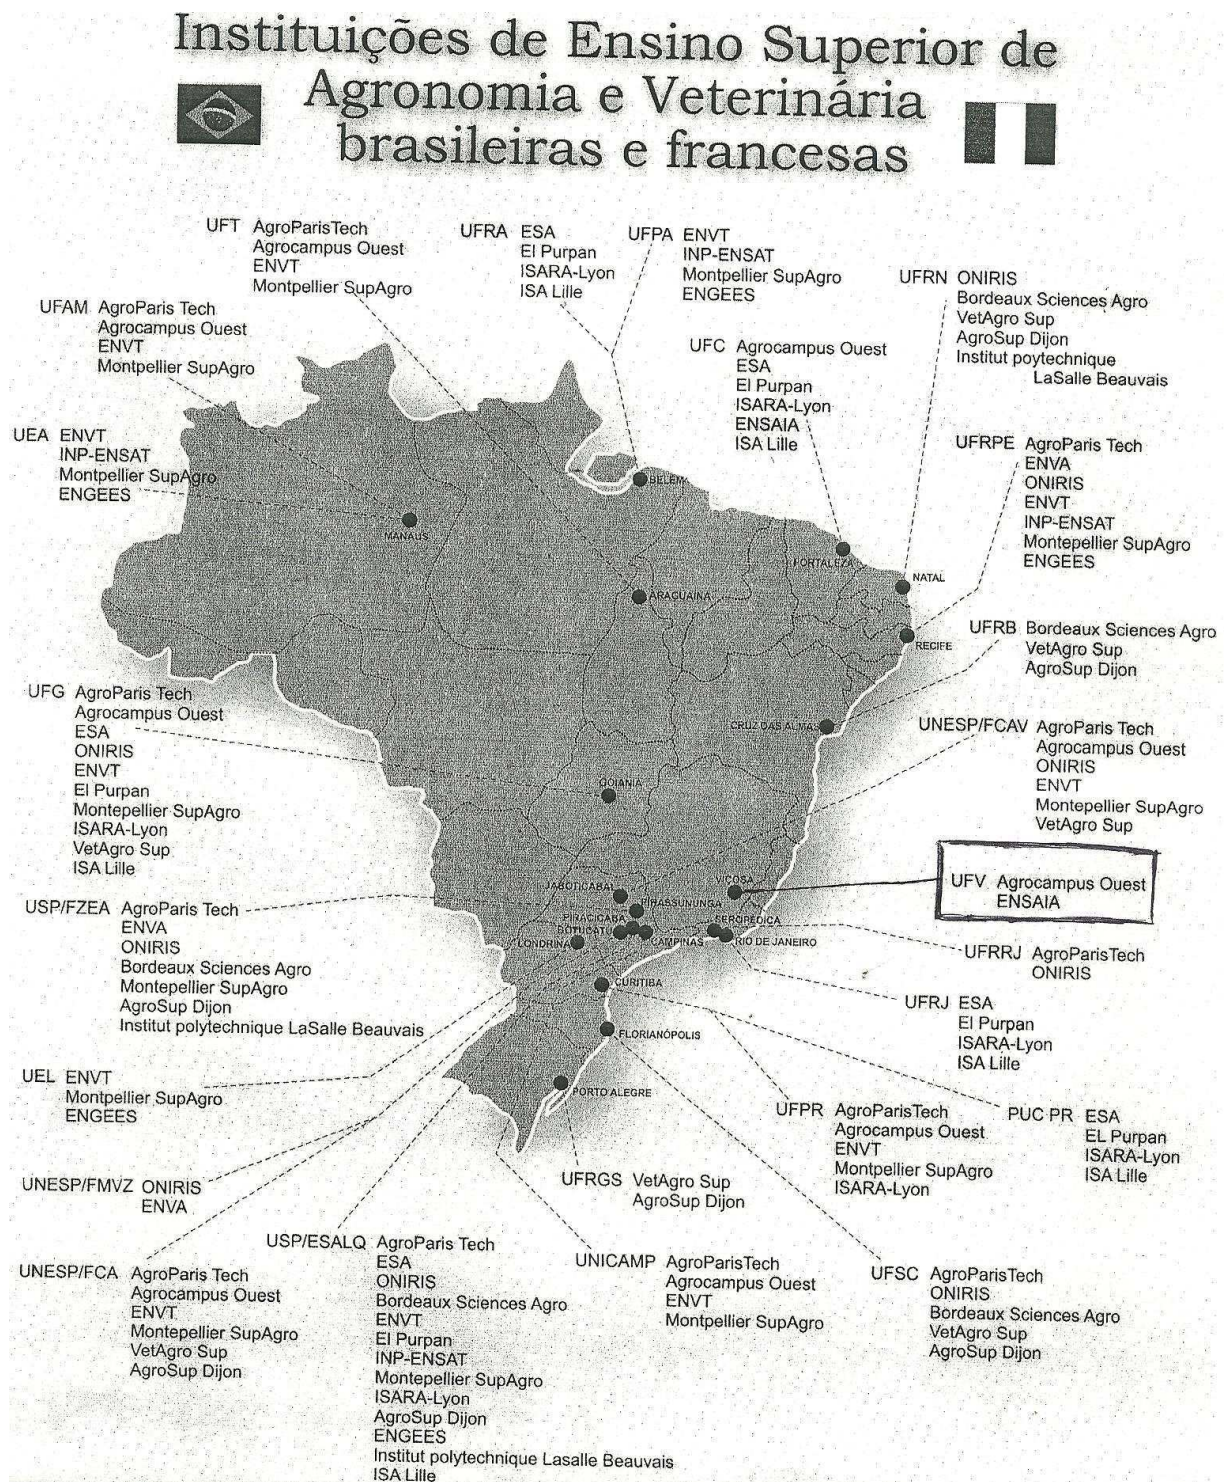 Instituições de Ensino Superior de
Agronomia e Veterinária
brasileiras e francesas
UFT AgroParisTech
Agrocampus Ouest
ENVT
Montpellier SupAgro
UFRA ESA
El Purpan
ISARA-Lyon
ISA Lille
UFPA ENVT
INP-ENSAT
Montpellier SupAgro
ENGEES
UFRN ONIRIS
Bordeaux Sciences Agro
VetAgro Sup
AgroSup Dijon
Institut poytechnique
LaSalle Beauvais
UFAM AgroParis Tech
Agrocampus Ouest
ENVT
Montpellier SupAgro
UFC Agrocampus Ouest
ESA
El Purpan
ISARA-Lyon
ENSAIA
ISA Lille
UEA ENVT
INP-ENSAT
Montpellier SupAgro
ENGEES
UFRPE AgroParis Tech
ENVA
ONIRIS
ENVT
INP-ENSAT
Montepellier SupAgro
ENGEES
BELÉM
MANAUS
FORTALEZA
NATAL
ARAGUAINA
RECIFE
UFRB Bordeaux Sciences Agro
VetAgro Sup
AgroSup Dijon
UFG AgroParis Tech
Agrocampus Ouest
ESA
ONIRIS
ENVT
El Purpan
Montepellier SupAgro
ISARA-Lyon
VetAgro Sup
ISA Lille
CRUZ DAS ALMAS
UNESP/FCAV AgroParis Tech
Agrocampus Ouest
ONIRIS
ENVT
Montepellier SupAgro
VetAgro Sup
GOIANIA
JABOTICABAL
VIÇOSA
UFV Agrocampus Ouest
ENSAIA
PIRASSUNUNGA
PIRACICABA
SEROPÉDICA
BOTUCATU
LONDRINA
CAMPINAS
RIO DE JANEIRO
USP/FZEA AgroParis Tech
ENVA
ONIRIS
Bordeaux Sciences Agro
Montepellier SupAgro
AgroSup Dijon
Institut polytechnique LaSalle Beauvais
UFRRJ AgroParisTech
ONIRIS
CURITIBA
UFRJ ESA
El Purpan
ISARA-Lyon
ISA Lille
FLORIANÓPOLIS
UEL ENVT
Montpellier SupAgro
ENGEES
PORTO ALEGRE
UFPR AgroParisTech
Agrocampus Ouest
ENVT
Montpellier SupAgro
ISARA-Lyon
PUC PR ESA
EL Purpan
ISARA-Lyon
ISA Lille
UNESP/FMVZ ONIRIS
ENVA
UFRGS VetAgro Sup
AgroSup Dijon
UNESP/FCA AgroParis Tech
Agrocampus Ouest
ENVT
Montepellier SupAgro
VetAgro Sup
AgroSup Dijon
USP/ESALQ AgroParis Tech
ESA
ONIRIS
Bordeaux Sciences Agro
ENVT
El Purpan
INP-ENSAT
Montpellier SupAgro
ISARA-Lyon
AgroSup Dijon
ENGEES
Institut polytechnique Lasalle Beauvais
ISA Lille
UNICAMP AgroParisTech
Agrocampus Ouest
ENVT
Montpellier SupAgro
UFSC AgroParisTech
ONIRIS
Bordeaux Sciences Agro
VetAgro Sup
AgroSup Dijon